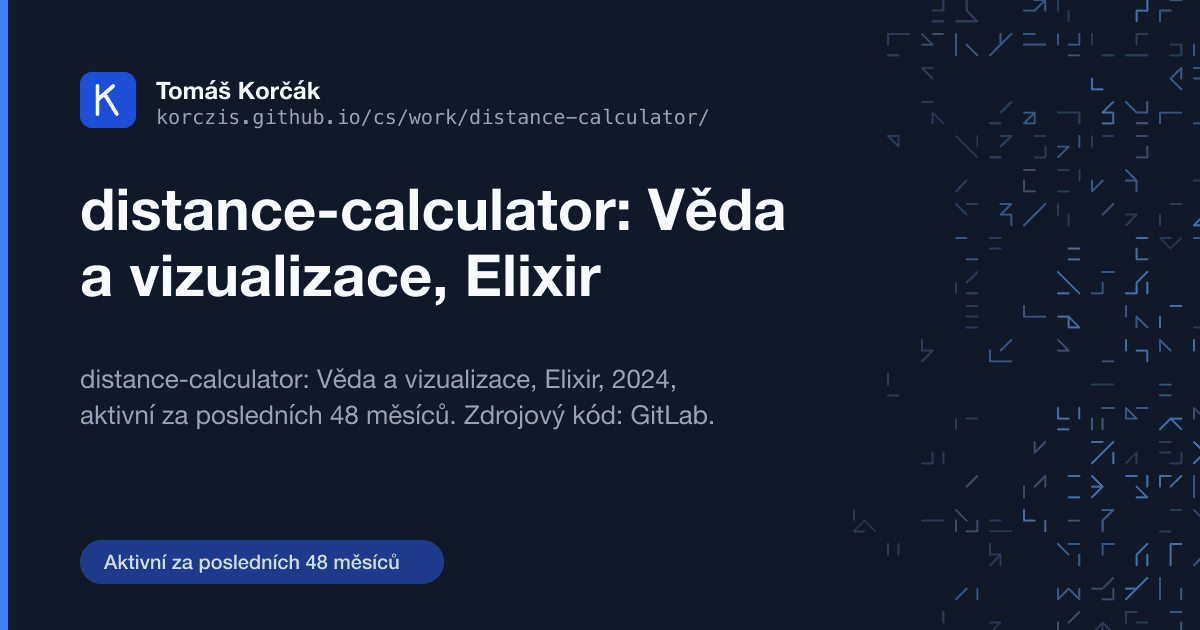 K
Tomáš Korčák
korczis.github.io/cs/work/distance-calculator/
distance-calculator: Věda
a vizualizace, Elixir
distance-calculator: Věda a vizualizace, Elixir, 2024,
aktivní za posledních 48 měsíců. Zdrojový kód: GitLab.
Aktivní za posledních 48 měsíců